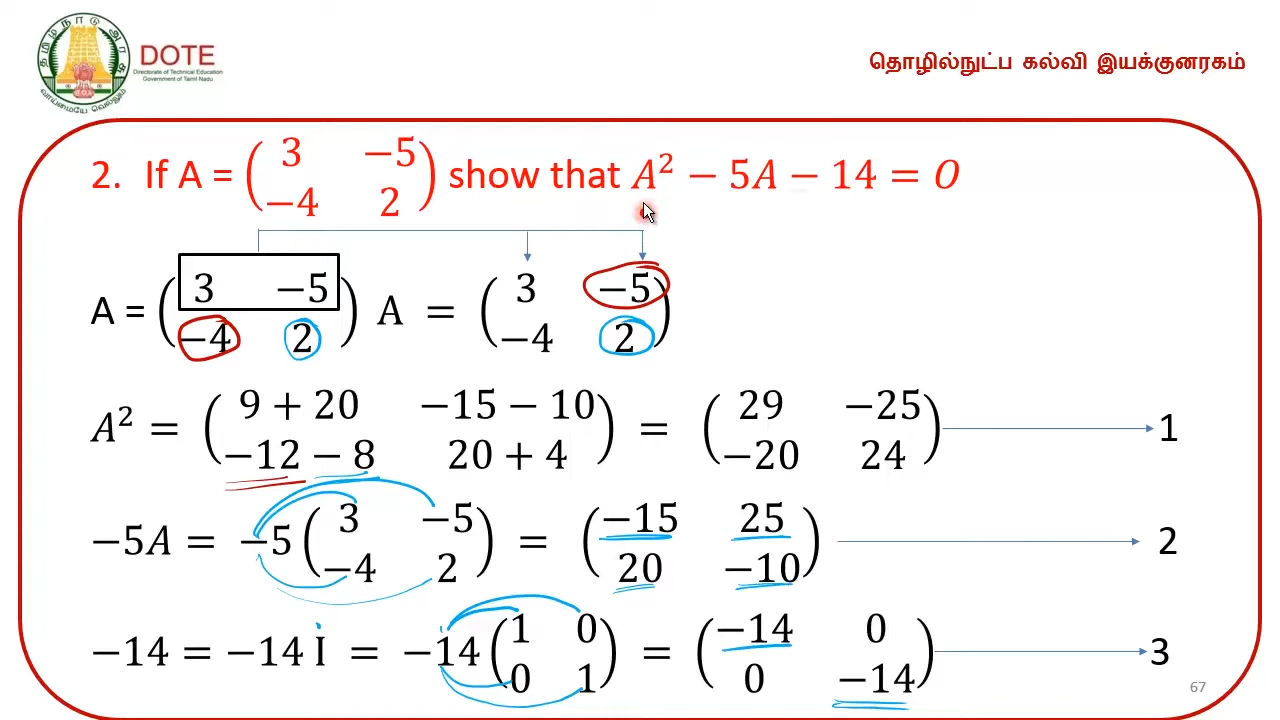 தமிழ்நாடு அரசு
வாய்மையே வெல்லும்
DOTE
Directorate of Technical Education
Government of Tamil Nadu
தொழில்நுட்ப கல்வி இயக்குனரகம்
2. If A = (3 −5
−4 2) show that A² − 5A − 14 = O
A = (3 −5
−4 2) A = (3 −5
−4 2)
A² = (9 + 20 −15 − 10
−12 − 8 20 + 4) = (29 −25
−20 24) 1
−5A = −5 (3 −5
−4 2) = (−15 25
20 −10) 2
−14 = −14 I = −14 (1 0
0 1) = (−14 0
0 −14) 3
67